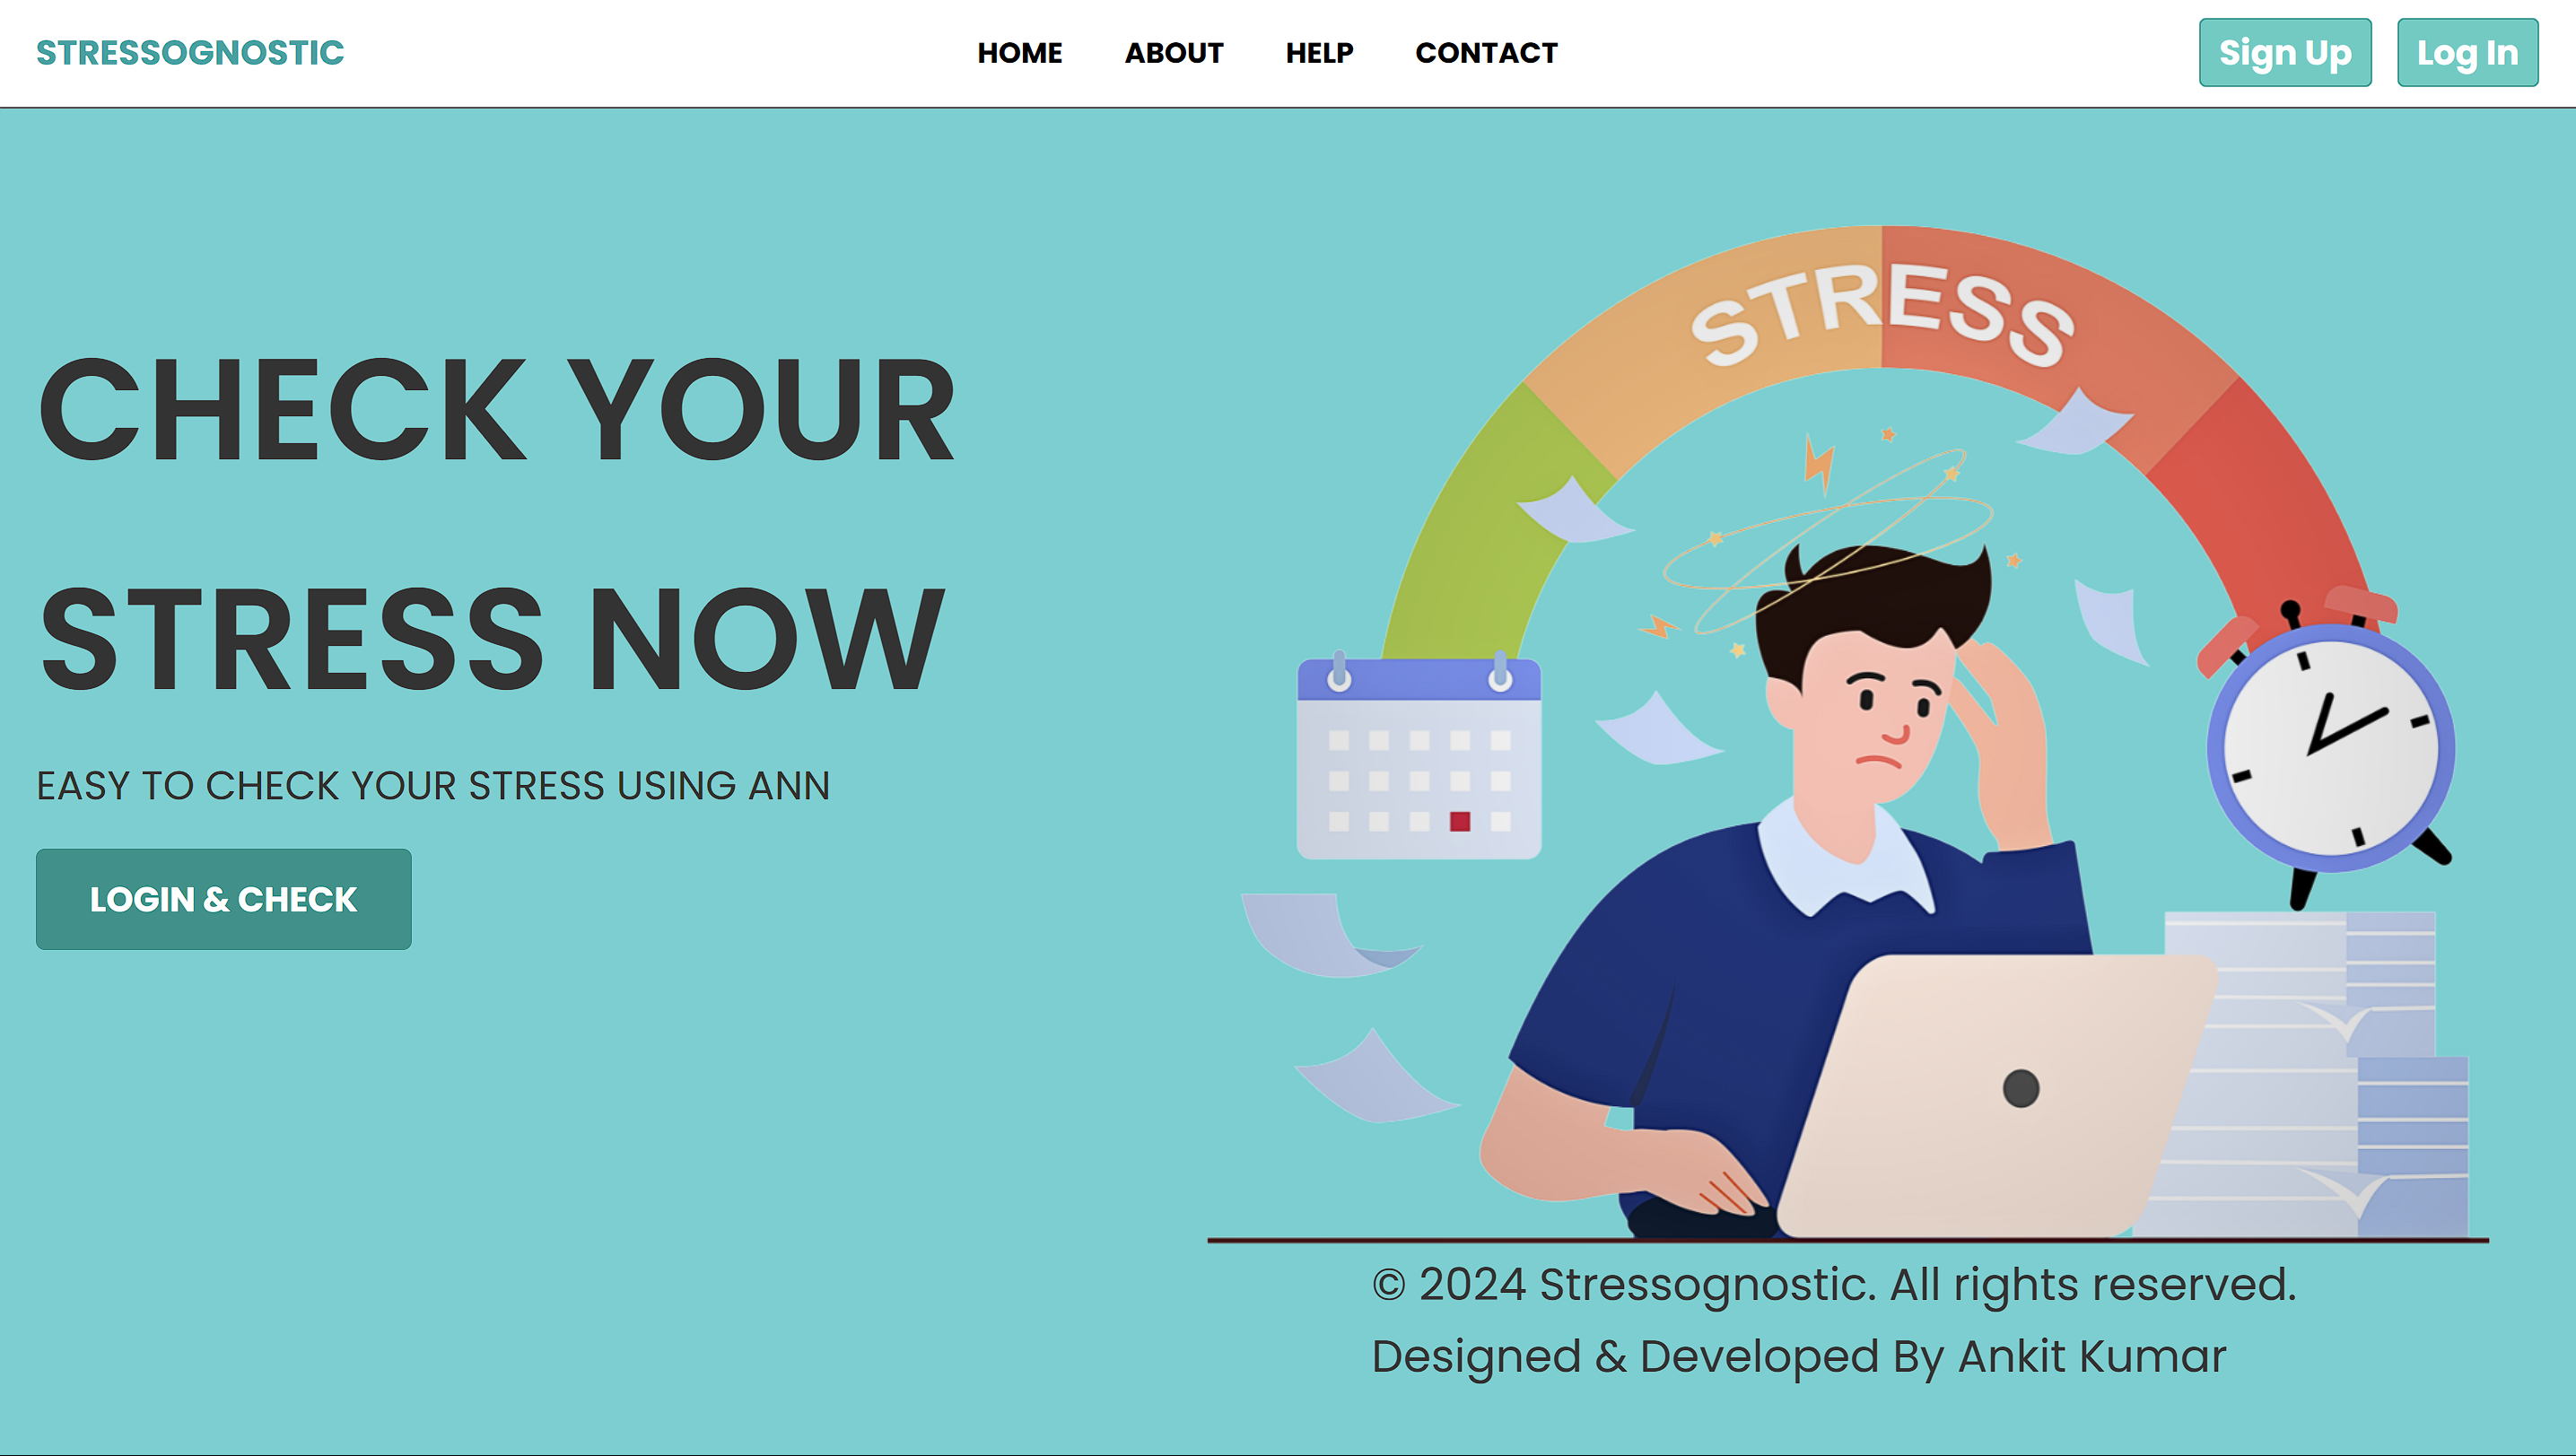 STRESSOGNOSTIC
HOME ABOUT HELP CONTACT
Sign Up Log In
CHECK YOUR
STRESS NOW
EASY TO CHECK YOUR STRESS USING ANN
LOGIN & CHECK
STRESS
© 2024 Stressognostic. All rights reserved.
Designed & Developed By Ankit Kumar